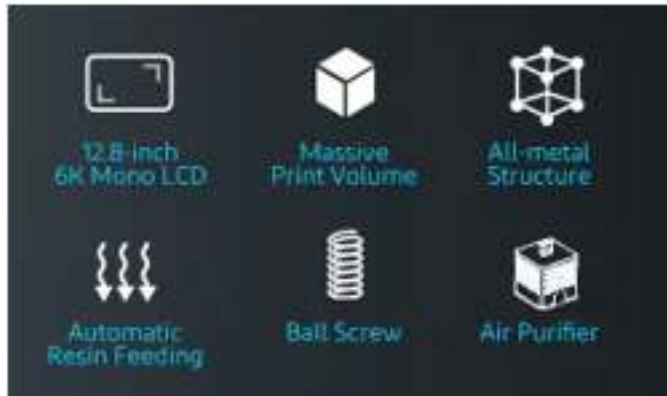 12.8-inch
6K Mono LCD
Massive
Print Volume
All-metal
Structure
Automatic
Resin Feeding
Ball Screw
Air Purifier